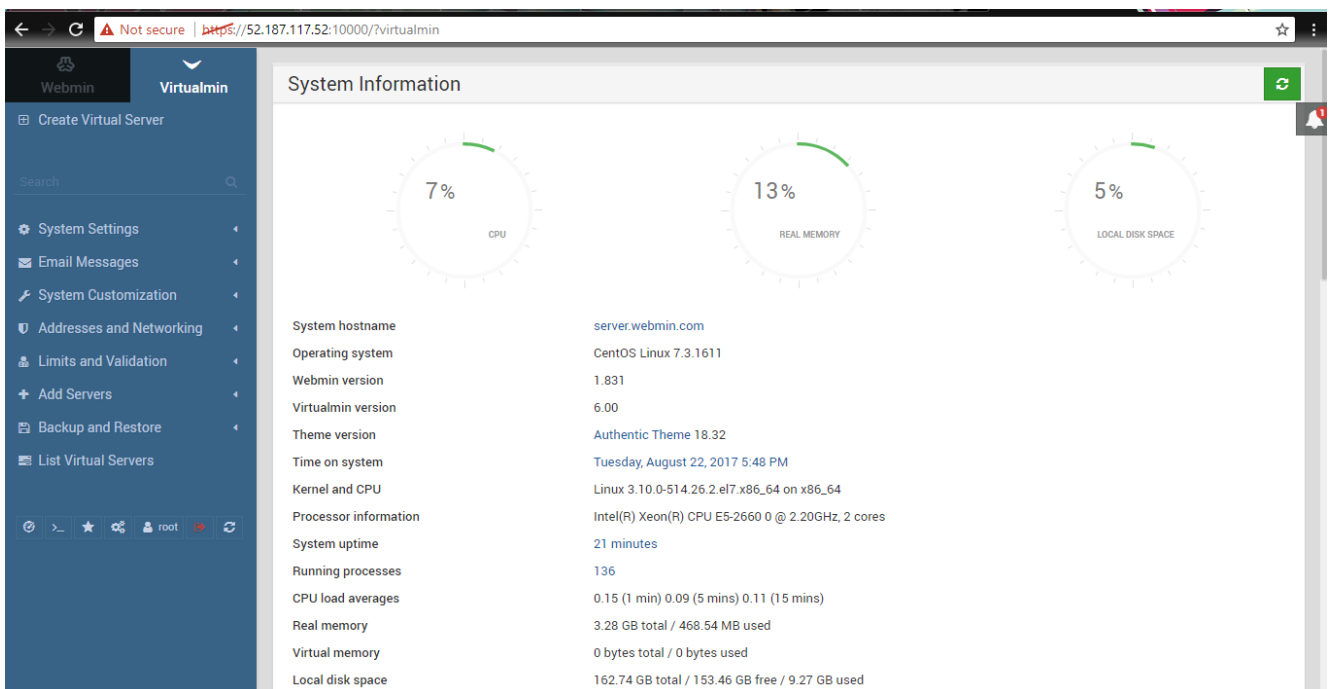 Not secure | https://52.187.117.52:10000/?virtualmin
Webmin
Virtualmin
Create Virtual Server
Search
System Settings
Email Messages
System Customization
Addresses and Networking
Limits and Validation
Add Servers
Backup and Restore
List Virtual Servers
root
System Information
1
7%
CPU
13%
REAL MEMORY
5%
LOCAL DISK SPACE
System hostname server.webmin.com
Operating system CentOS Linux 7.3.1611
Webmin version 1.831
Virtualmin version 6.00
Theme version Authentic Theme 18.32
Time on system Tuesday, August 22, 2017 5:48 PM
Kernel and CPU Linux 3.10.0-514.26.2.el7.x86_64 on x86_64
Processor information Intel(R) Xeon(R) CPU E5-2660 0 @ 2.20GHz, 2 cores
System uptime 21 minutes
Running processes 136
CPU load averages 0.15 (1 min) 0.09 (5 mins) 0.11 (15 mins)
Real memory 3.28 GB total / 468.54 MB used
Virtual memory 0 bytes total / 0 bytes used
Local disk space 162.74 GB total / 153.46 GB free / 9.27 GB used